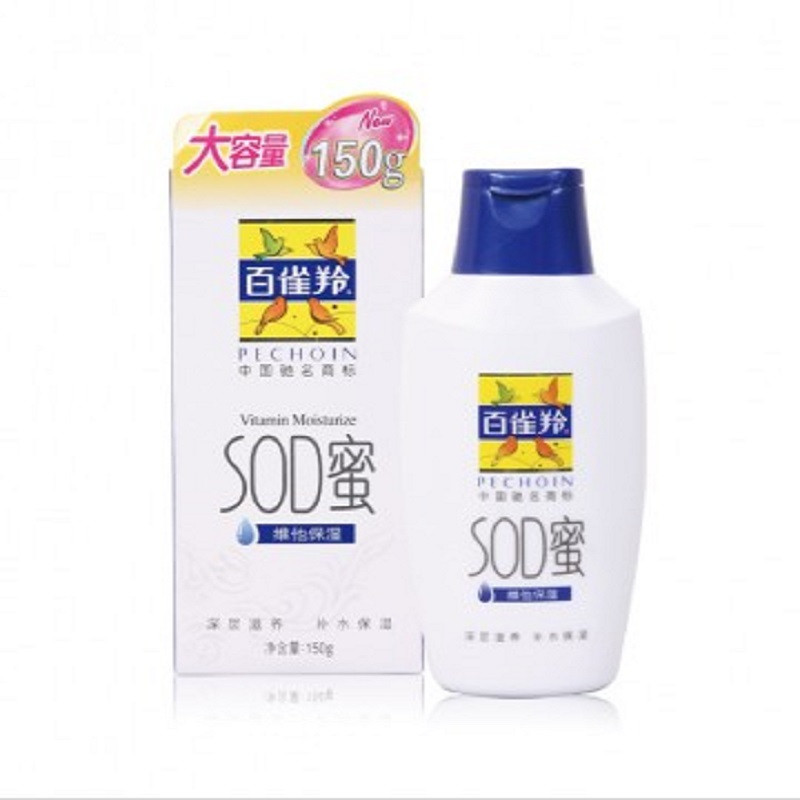 New
大容量 150g
百雀羚
PECHOIN
中国驰名商标
Vitamin Moisturize
SOD蜜
维他保湿
深层滋养 补水保湿
净含量:150g
百雀羚
PECHOIN
中国驰名商标
SOD蜜
维他保湿
深层滋养 补水保湿